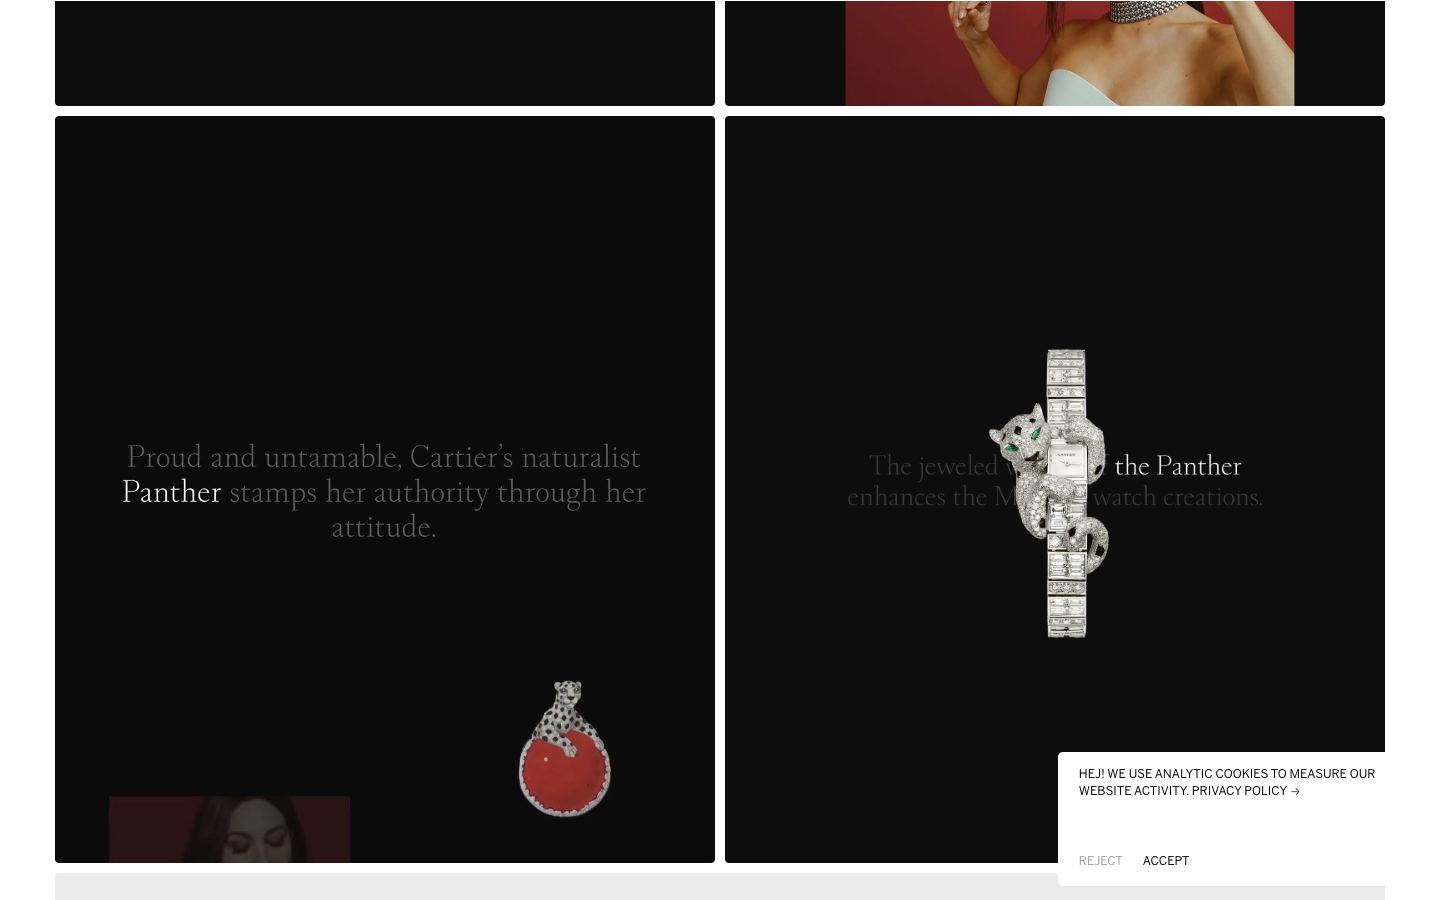 Proud and untamable, Cartier’s naturalist
Panther stamps her authority through her
attitude.
The jeweled the Panther
enhances the watch creations.
CARTIER
HEJ! WE USE ANALYTIC COOKIES TO MEASURE OUR
WEBSITE ACTIVITY. PRIVACY POLICY →
REJECT ACCEPT